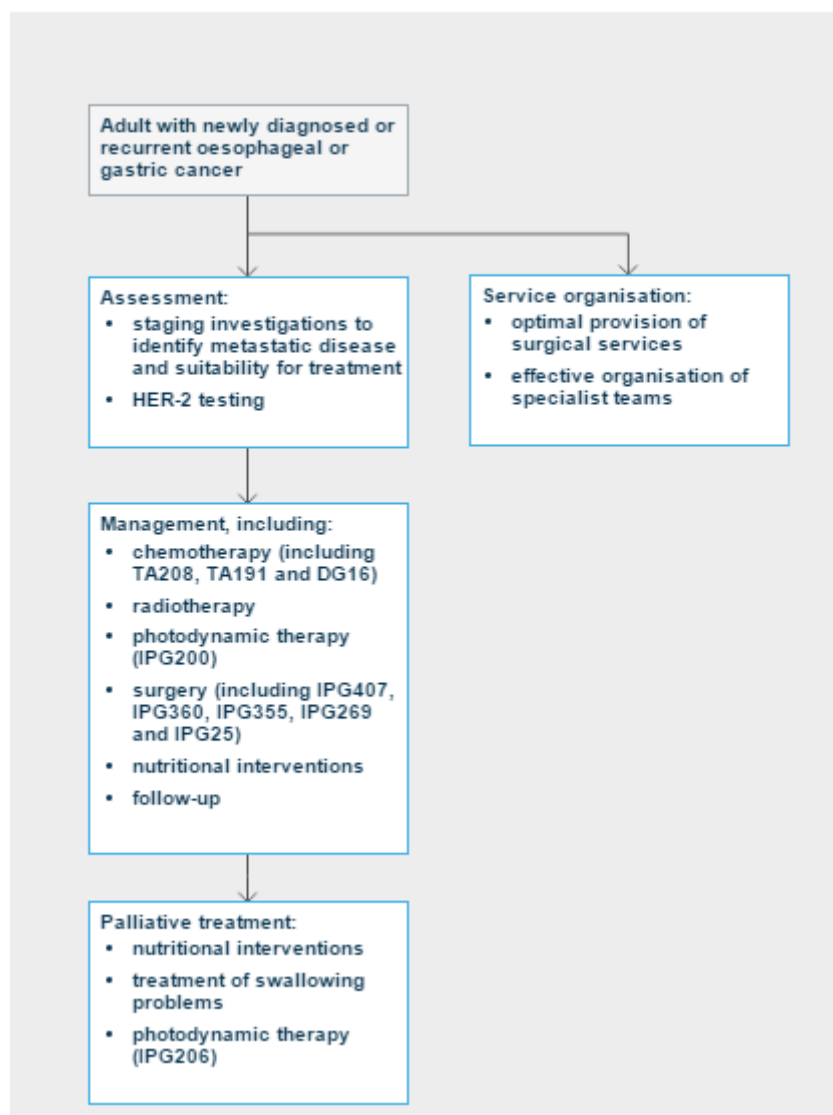 Adult with newly diagnosed or
recurrent oesophageal or
gastric cancer
Assessment:
• staging investigations to
identify metastatic disease
and suitability for treatment
• HER-2 testing
Service organisation:
• optimal provision of
surgical services
• effective organisation of
specialist teams
Management, including:
• chemotherapy (including
TA208, TA191 and DG16)
• radiotherapy
• photodynamic therapy
(IPG200)
• surgery (including IPG407,
IPG360, IPG355, IPG269
and IPG25)
• nutritional interventions
• follow-up
Palliative treatment:
• nutritional interventions
• treatment of swallowing
problems
• photodynamic therapy
(IPG206)